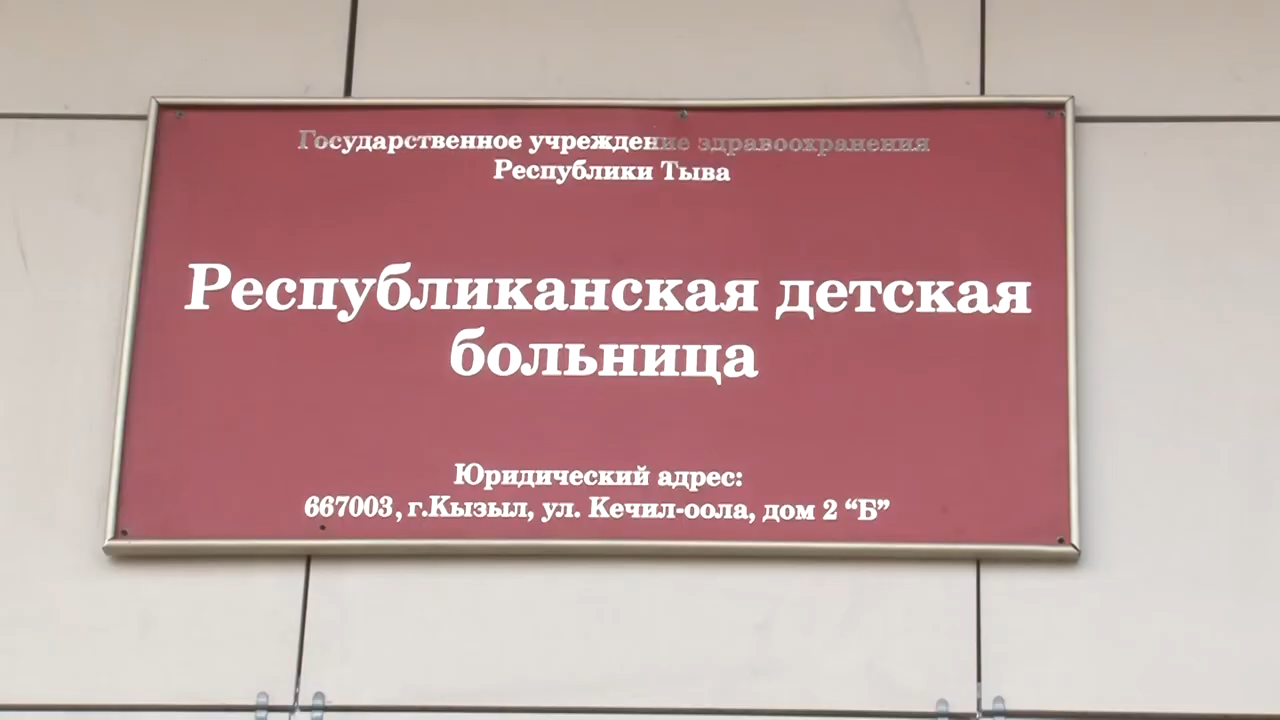 Государственное учреждение здравоохранения
Республики Тыва
Республиканская детская
больница
Юридический адрес:
667003, г.Кызыл, ул. Кечил-оола, дом 2 “Б”